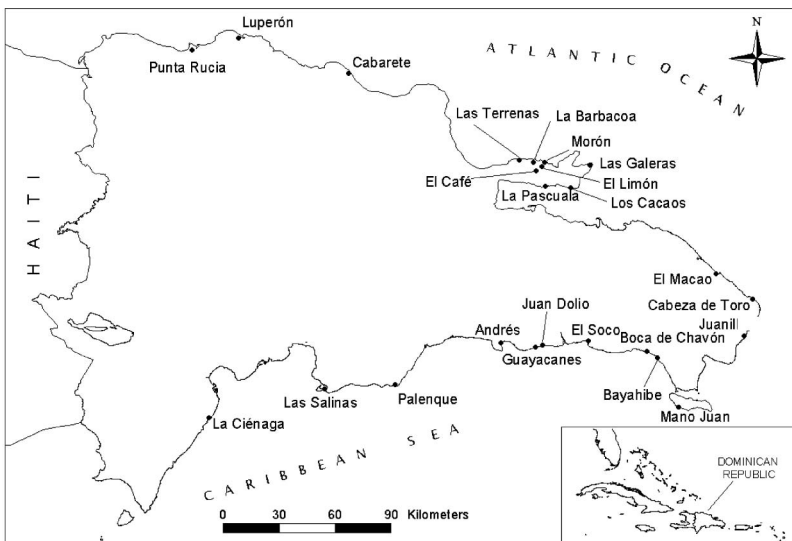 Luperón
N
Punta Rucia
Cabarete
ATLANTIC OCEAN
Las Terrenas
La Barbacoa
Morón
Las Galeras
El Café
El Limón
La Pascuala
Los Cacaos
HAITI
El Macao
Cabeza de Toro
Juanill
Andrés
Juan Dolio
El Soco
Boca de Chavón
Guayacanes
Bayahibe
Las Salinas
Palenque
Mano Juan
La Ciénaga
CARIBBEAN SEA
DOMINICAN
REPUBLIC
0 30 60 90 Kilometers